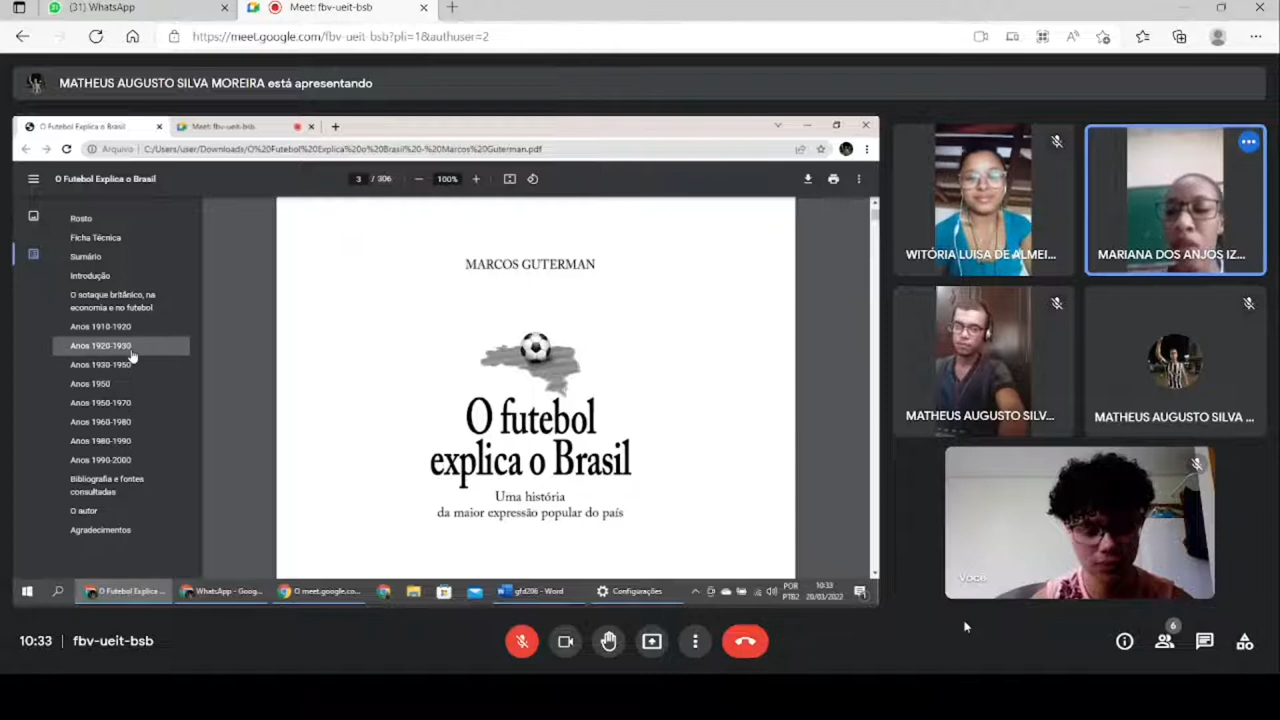 (31) WhatsApp
Meet: fbv-ueit-bsb
https://meet.google.com/fbv-ueit-bsb?pli=1&authuser=2
MATHEUS AUGUSTO SILVA MOREIRA está apresentando
O Futebol Explica o Brasil
Meet: fbv-ueit-bsb
Arquivo | C:/Users/user/Downloads/O%20Futebol%20Explica%20o%20Brasil%20-%20Marcos%20Guterman.pdf
O Futebol Explica o Brasil
3 / 306
100%
Rosto
Ficha Técnica
Sumário
Introdução
O sotaque britânico, na
economia e no futebol
Anos 1910-1920
Anos 1920-1930
Anos 1930-1950
Anos 1950
Anos 1950-1970
Anos 1960-1980
Anos 1980-1990
Anos 1990-2000
Bibliografia e fontes
consultadas
O autor
Agradecimentos
MARCOS GUTERMAN
O futebol
explica o Brasil
Uma história
da maior expressão popular do país
WITÓRIA LUISA DE ALMEI...
MARIANA DOS ANJOS IZ...
MATHEUS AUGUSTO SILV...
MATHEUS AUGUSTO SILVA ...
Você
O Futebol Explica ...
WhatsApp - Goog...
O meet.google.co...
gfd206 - Word
Configurações
POR
PTB2
10:33
20/03/2022
10:33 | fbv-ueit-bsb
6